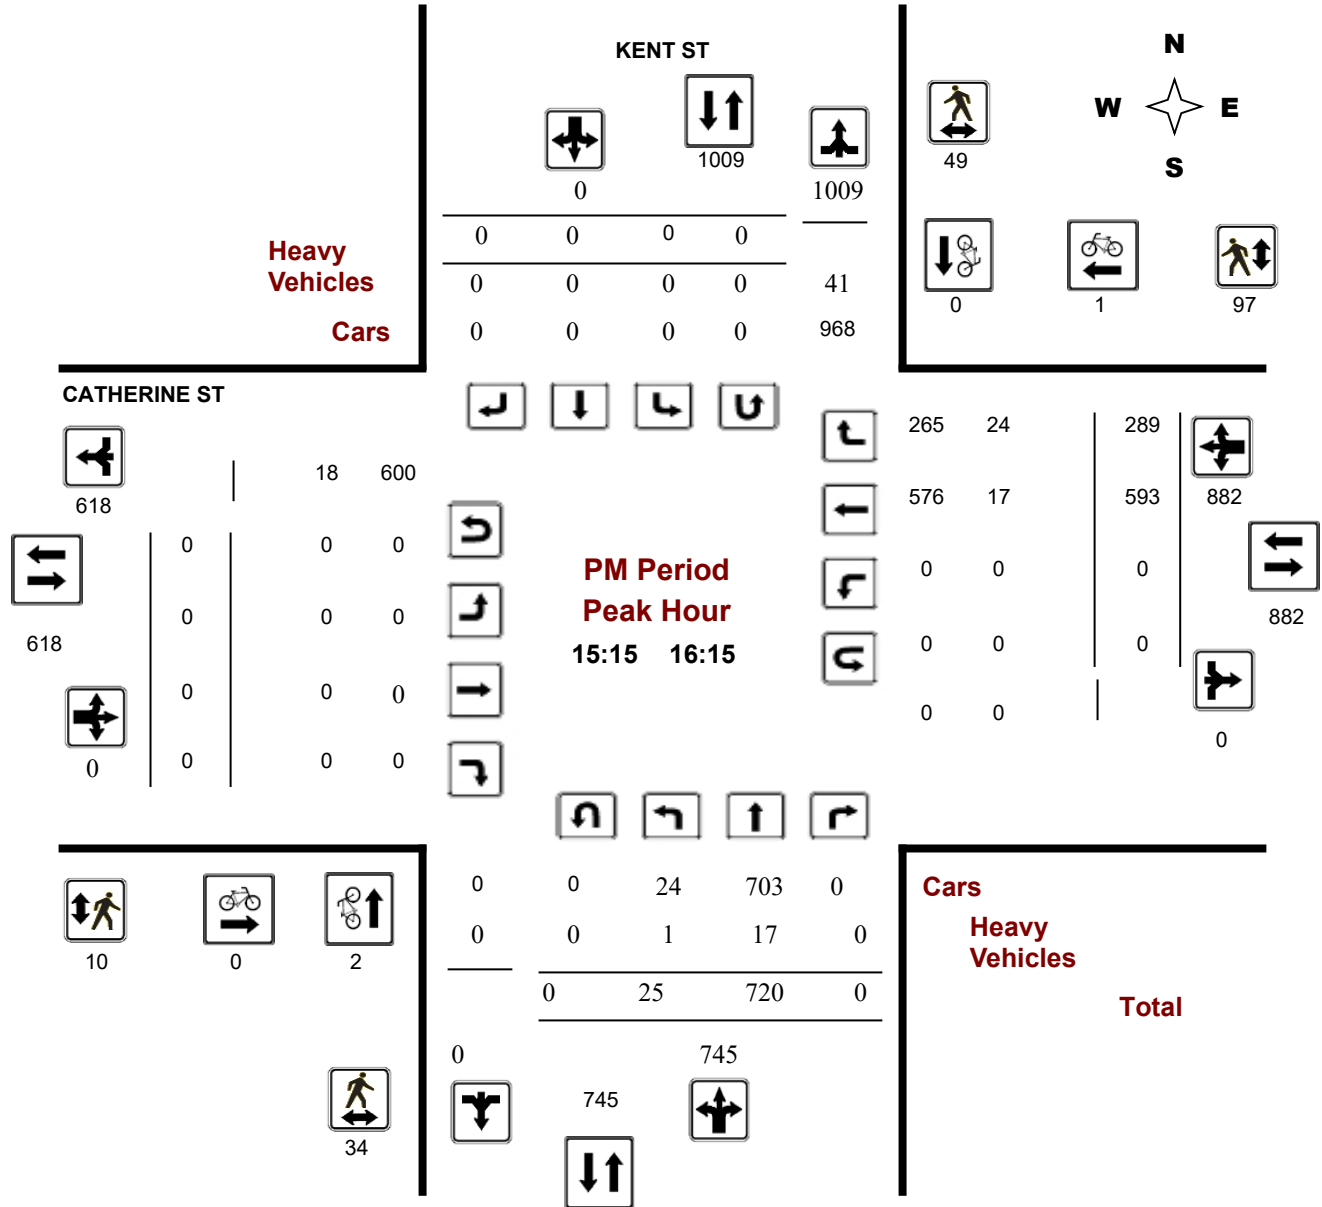 KENT ST
N
W E
S
1009
49
0
1009
0 0 0 0
Heavy
Vehicles
0 0 0 0 41
0 1 97
Cars
0 0 0 0 968
CATHERINE ST
265 24 289
618
18 600
576 17 593 882
0 0 0
PM Period
Peak Hour
15:15 16:15
0 0 0
618
0 0 0
882
0 0 0
0 0 0
0 0
0
0
0 0 0
0 0 24 703 0
Cars
0 0 1 17 0
Heavy
Vehicles
10 0 2
0 25 720 0
Total
0 745
745
34